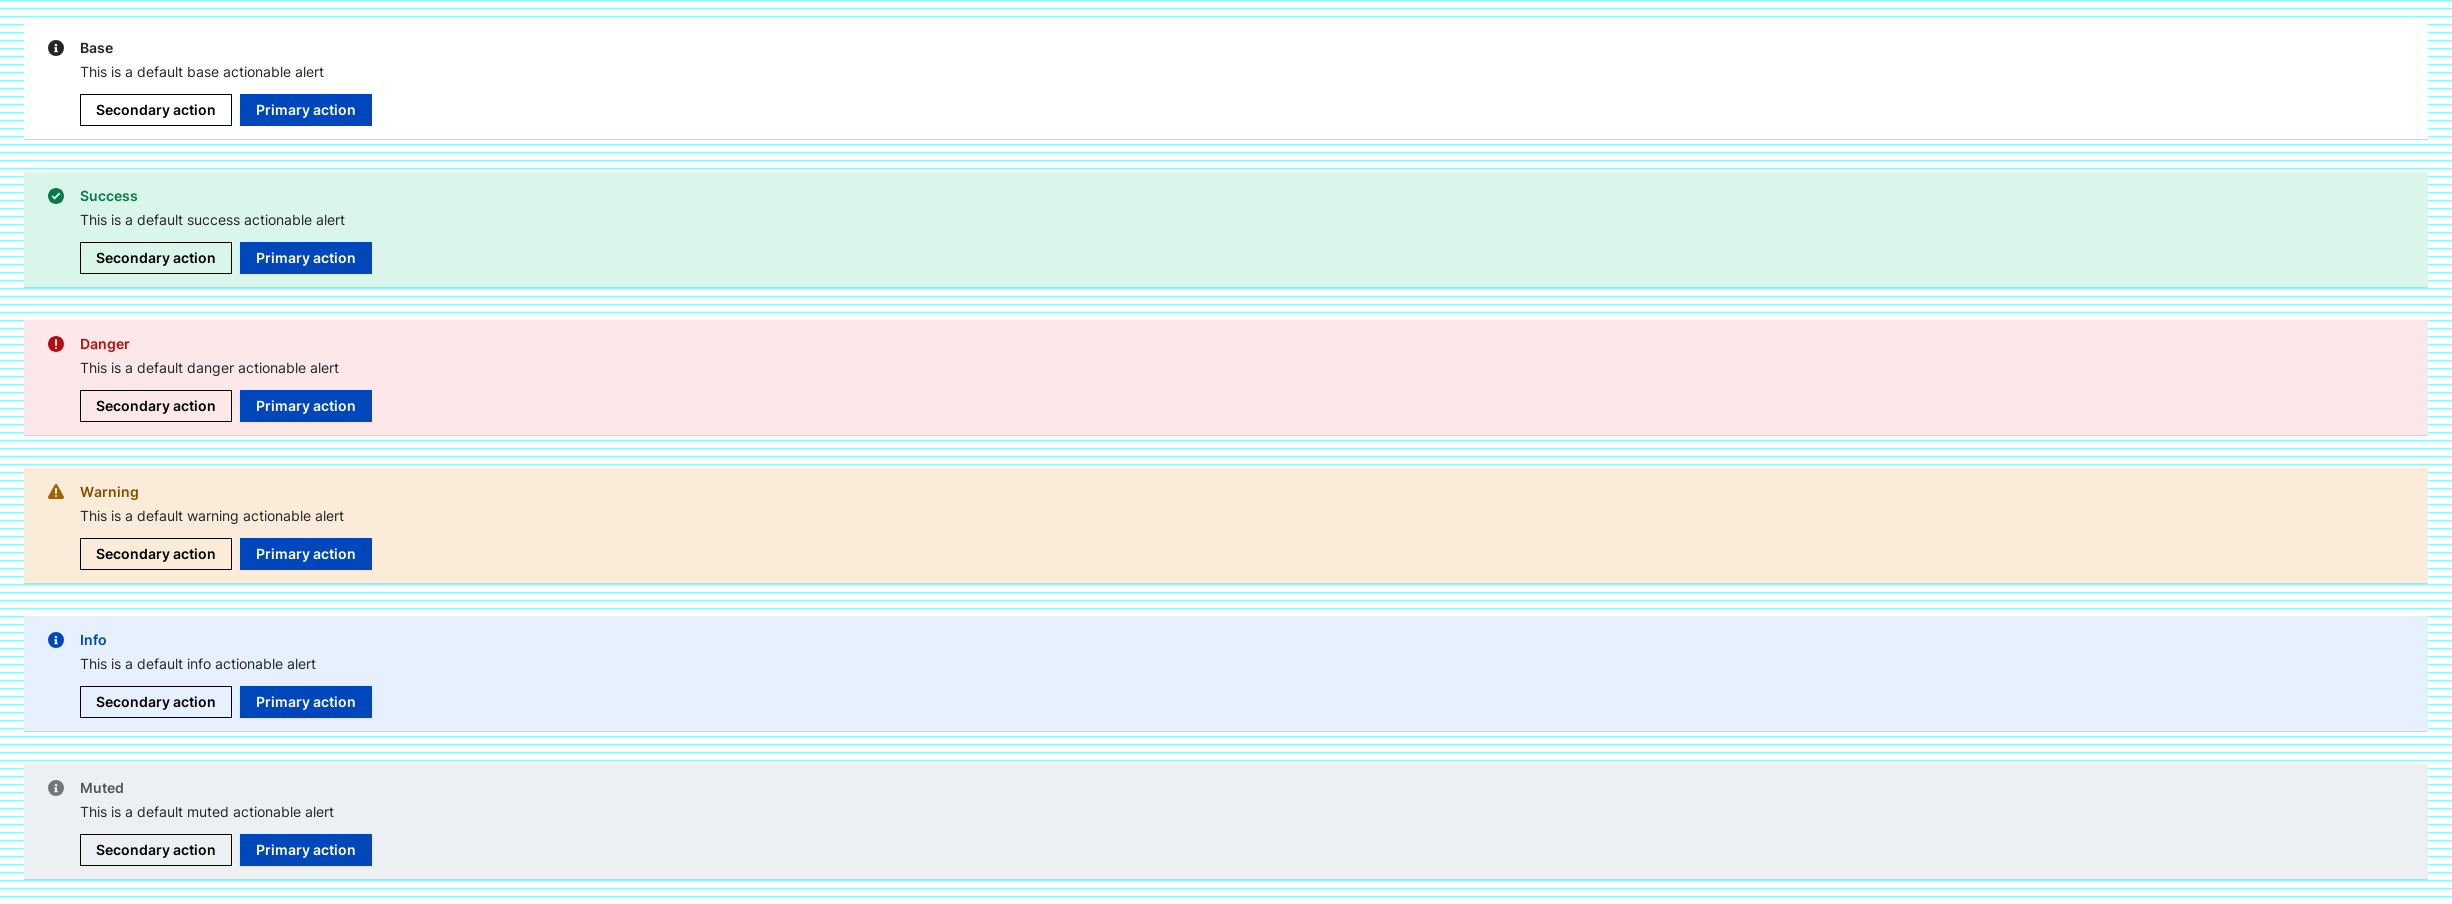 Base
This is a default base actionable alert
Secondary action Primary action
Success
This is a default success actionable alert
Secondary action Primary action
Danger
This is a default danger actionable alert
Secondary action Primary action
Warning
This is a default warning actionable alert
Secondary action Primary action
Info
This is a default info actionable alert
Secondary action Primary action
Muted
This is a default muted actionable alert
Secondary action Primary action